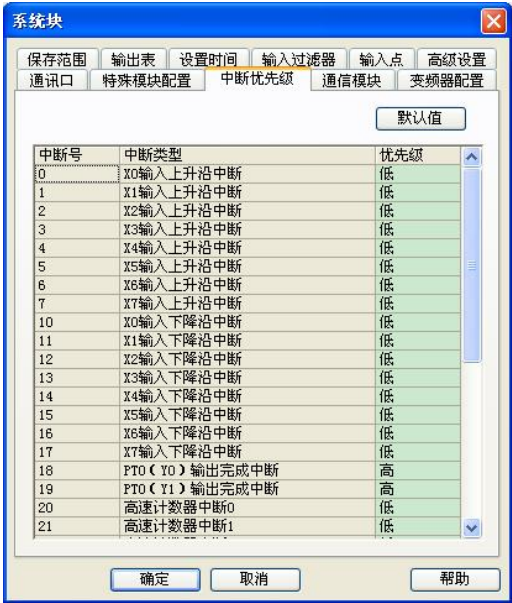 系统块
保存范围 输出表 设置时间 输入过滤器 输入点 高级设置
通讯口 特殊模块配置 中断优先级 通信模块 变频器配置
默认值
中断号 中断类型 优先级
0 X0输入上升沿中断 低
1 X1输入上升沿中断 低
2 X2输入上升沿中断 低
3 X3输入上升沿中断 低
4 X4输入上升沿中断 低
5 X5输入上升沿中断 低
6 X6输入上升沿中断 低
7 X7输入上升沿中断 低
10 X0输入下降沿中断 低
11 X1输入下降沿中断 低
12 X2输入下降沿中断 低
13 X3输入下降沿中断 低
14 X4输入下降沿中断 低
15 X5输入下降沿中断 低
16 X6输入下降沿中断 低
17 X7输入下降沿中断 低
18 PTO(Y0)输出完成中断 高
19 PTO(Y1)输出完成中断 高
20 高速计数器中断0 低
21 高速计数器中断1 低
确定 取消 帮助